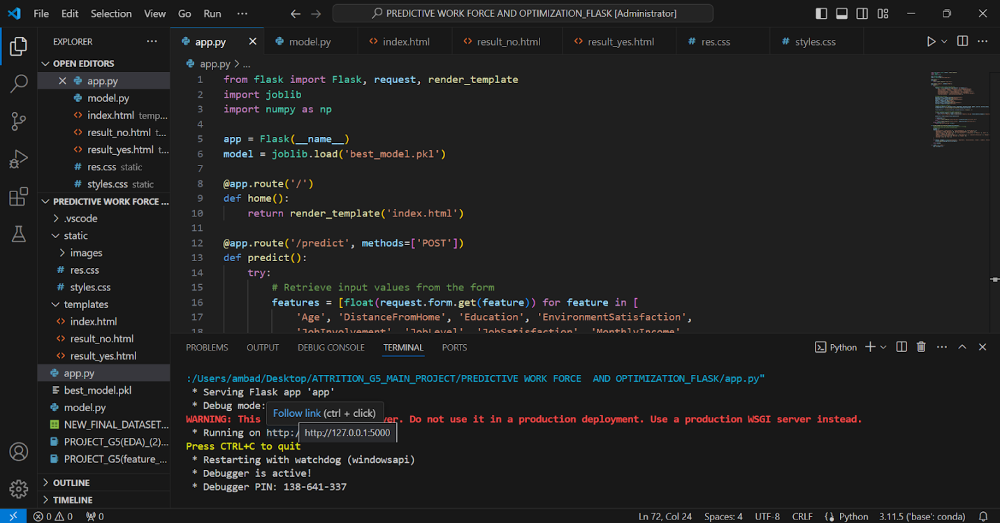 File Edit Selection View Go Run ···
PREDICTIVE WORK FORCE AND OPTIMIZATION_FLASK [Administrator]
EXPLORER ···
OPEN EDITORS
app.py
model.py
index.html temp...
result_no.html t...
result_yes.html t...
# res.css static
# styles.css static
PREDICTIVE WORK FORCE ...
.vscode
static
images
# res.css
# styles.css
templates
<> index.html
<> result_no.html
<> result_yes.html
app.py
best_model.pkl
model.py
NEW_FINAL_DATASET...
PROJECT_G5(EDA)_(2)...
PROJECT_G5(feature_...
OUTLINE
TIMELINE
app.py model.py <> index.html <> result_no.html <> result_yes.html # res.css # styles.css
app.py > ...
1 from flask import Flask, request, render_template
2 import joblib
3 import numpy as np
4
5 app = Flask(__name__)
6 model = joblib.load('best_model.pkl')
7
8 @app.route('/')
9 def home():
10 return render_template('index.html')
11
12 @app.route('/predict', methods=['POST'])
13 def predict():
14 try:
15 # Retrieve input values from the form
16 features = [float(request.form.get(feature)) for feature in [
17 'Age', 'DistanceFromHome', 'Education', 'EnvironmentSatisfaction',
18 'JobInvolvement', 'JobLevel', 'JobSatisfaction', 'MonthlyIncome'
PROBLEMS OUTPUT DEBUG CONSOLE TERMINAL PORTS
Python
:/Users/ambad/Desktop/ATTRITION_G5_MAIN_PROJECT/PREDICTIVE WORK FORCE  AND OPTIMIZATION_FLASK/app.py"
* Serving Flask app 'app'
* Debug mode:
Follow link (ctrl + click)
WARNING: This ver. Do not use it in a production deployment. Use a production WSGI server instead.
* Running on http:/
http://127.0.0.1:5000
Press CTRL+C to quit
* Restarting with watchdog (windowsapi)
* Debugger is active!
* Debugger PIN: 138-641-337
0 0 0
Ln 72, Col 24 Spaces: 4 UTF-8 CRLF Python 3.11.5 ('base': conda)